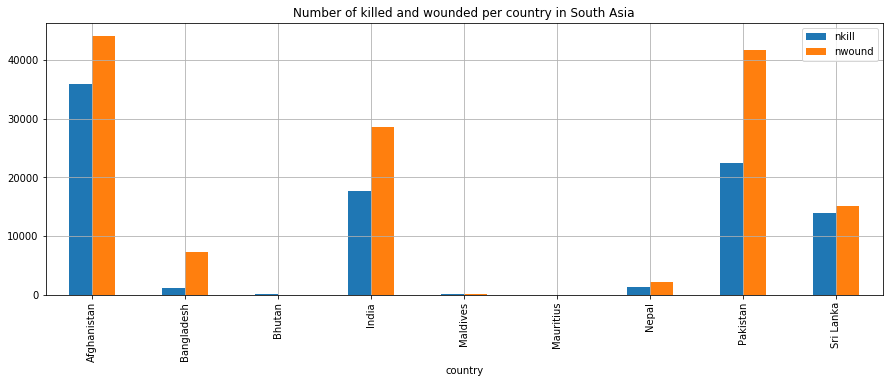 Number of killed and wounded per country in South Asia
nkill
nwound
40000
30000
20000
10000
0
Afghanistan
Bangladesh
Bhutan
India
Maldives
Mauritius
Nepal
Pakistan
Sri Lanka
country